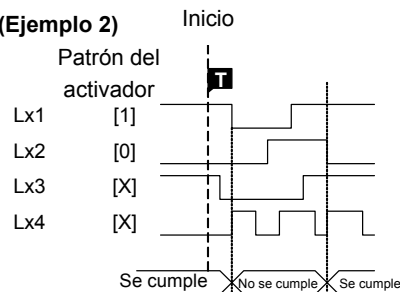 (Ejemplo 2)
Inicio
Patrón del
activador
T
Lx1 [1]
Lx2 [0]
Lx3 [X]
Lx4 [X]
Se cumple No se cumple Se cumple